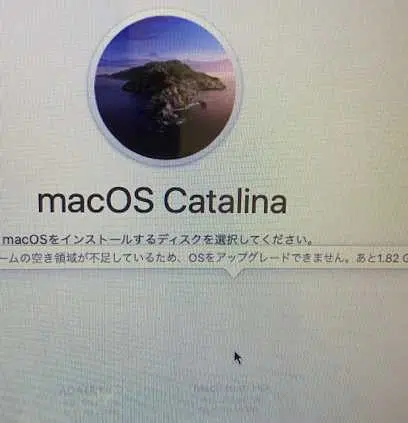 macOS Catalina
macOSをインストールするディスクを選択してください。
ームの空き領域が不足しているため、OSをアップグレードできません。あと1.82 G